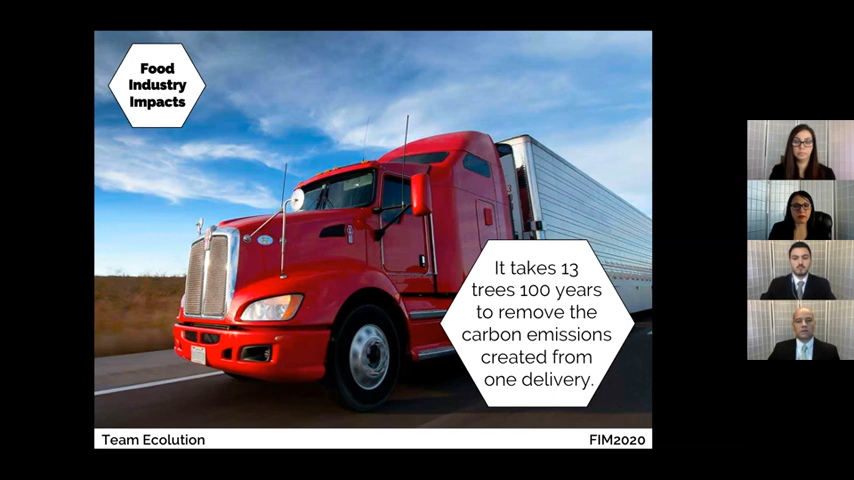 Food
Industry
Impacts
It takes 13
trees 100 years
to remove the
carbon emissions
created from
one delivery.
Team Ecolution
FIM2020